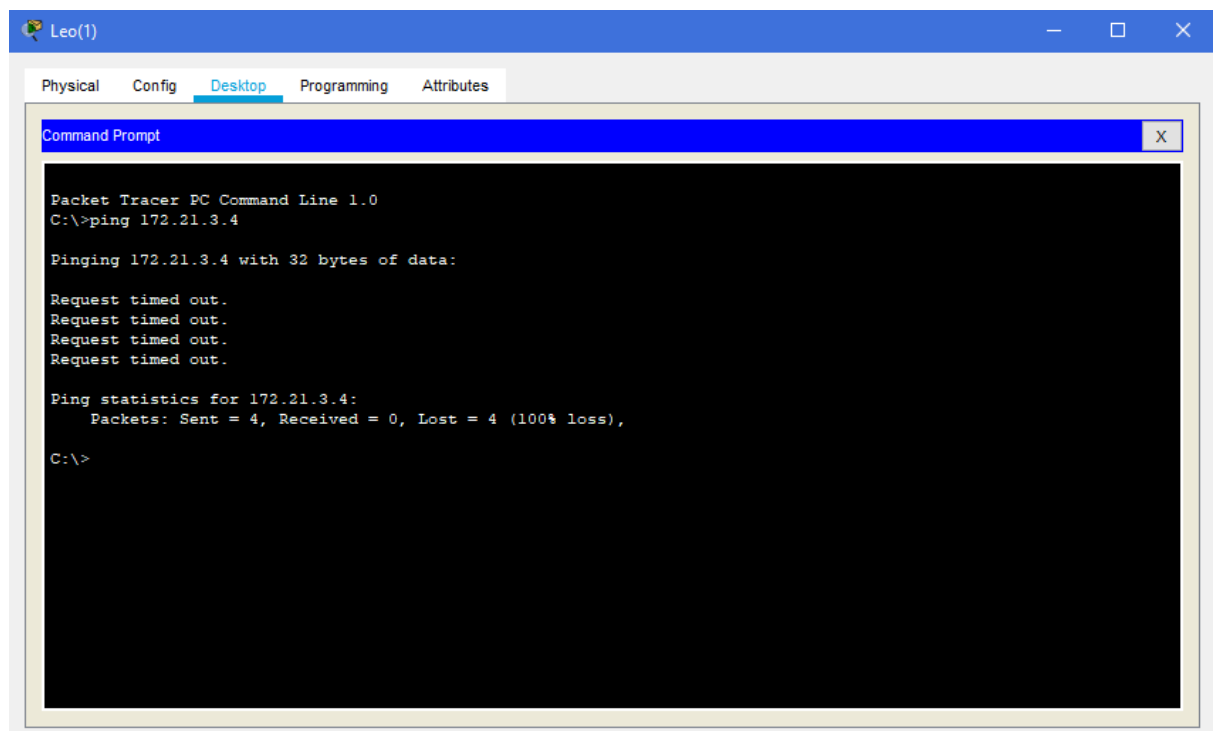 Leo(1)
Physical Config Desktop Programming Attributes
Command Prompt X
Packet Tracer PC Command Line 1.0
C:\>ping 172.21.3.4
Pinging 172.21.3.4 with 32 bytes of data:
Request timed out.
Request timed out.
Request timed out.
Request timed out.
Ping statistics for 172.21.3.4:
    Packets: Sent = 4, Received = 0, Lost = 4 (100% loss),
C:\>